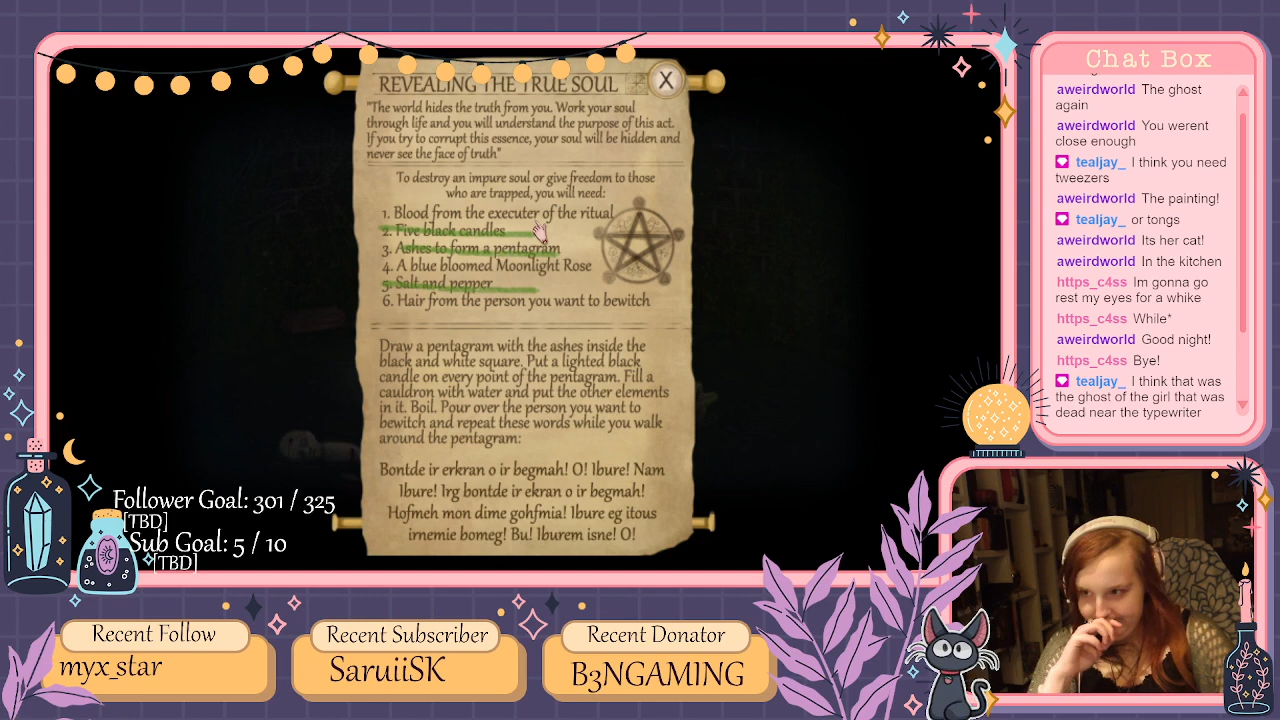 REVEALING THE TRUE SOUL
X
"The world hides the truth from you. Work your soul
through life and you will understand the purpose of this act.
If you try to corrupt this essence, your soul will be hidden and
never see the face of truth"
To destroy an impure soul or give freedom to those
who are trapped, you will need:
1. Blood from the executer of the ritual
2. Five black candles
3. Ashes to form a pentagram
4. A blue bloomed Moonlight Rose
5. Salt and pepper
6. Hair from the person you want to bewitch
Draw a pentagram with the ashes inside the
black and white square. Put a lighted black
candle on every point of the pentagram. Fill a
cauldron with water and put the other elements
in it. Boil. Pour over the person you want to
bewitch and repeat these words while you walk
around the pentagram:
Bontde ir erkran o ir begmah! O! Ibure! Nam
Ibure! Irg bontde ir ekran o ir begmah!
Hofmeh mon dime gohfmia! Ibure eg itous
irnemie bomeg! Bu! Iburem isne! O!
Chat Box
aweirdworld The ghost
again
aweirdworld You werent
close enough
tealjay_ I think you need
tweezers
aweirdworld The painting!
tealjay_ or tongs
aweirdworld Its her cat!
aweirdworld In the kitchen
https_c4ss Im gonna go
rest my eyes for a whike
https_c4ss While*
aweirdworld Good night!
https_c4ss Bye!
tealjay_ I think that was
the ghost of the girl that was
dead near the typewriter
Follower Goal: 301 / 325
[TBD]
Sub Goal: 5 / 10
[TBD]
Recent Follow
myx_star
Recent Subscriber
SaruiiSK
Recent Donator
B3NGAMING